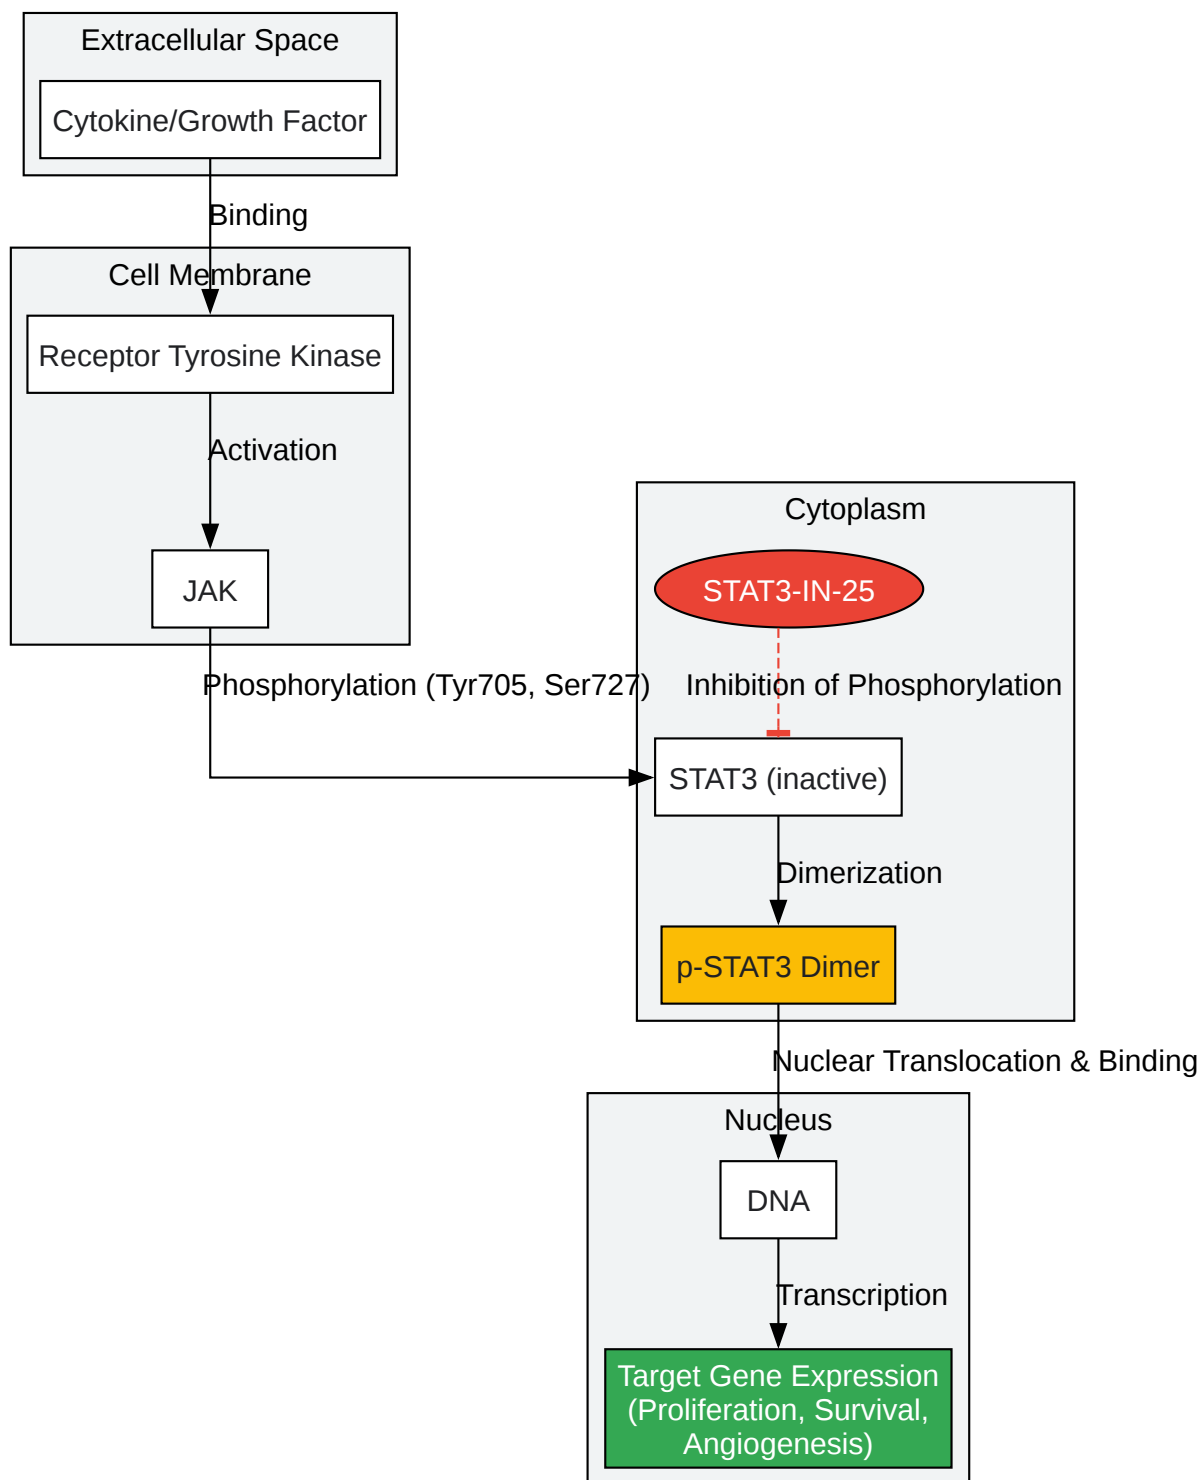 Extracellular Space
Cytokine/Growth Factor
Binding
Cell Membrane
Receptor Tyrosine Kinase
Activation
JAK
Phosphorylation (Tyr705, Ser727)
Cytoplasm
STAT3-IN-25
Inhibition of Phosphorylation
STAT3 (inactive)
Dimerization
p-STAT3 Dimer
Nuclear Translocation & Binding
Nucleus
DNA
Transcription
Target Gene Expression
(Proliferation, Survival,
Angiogenesis)